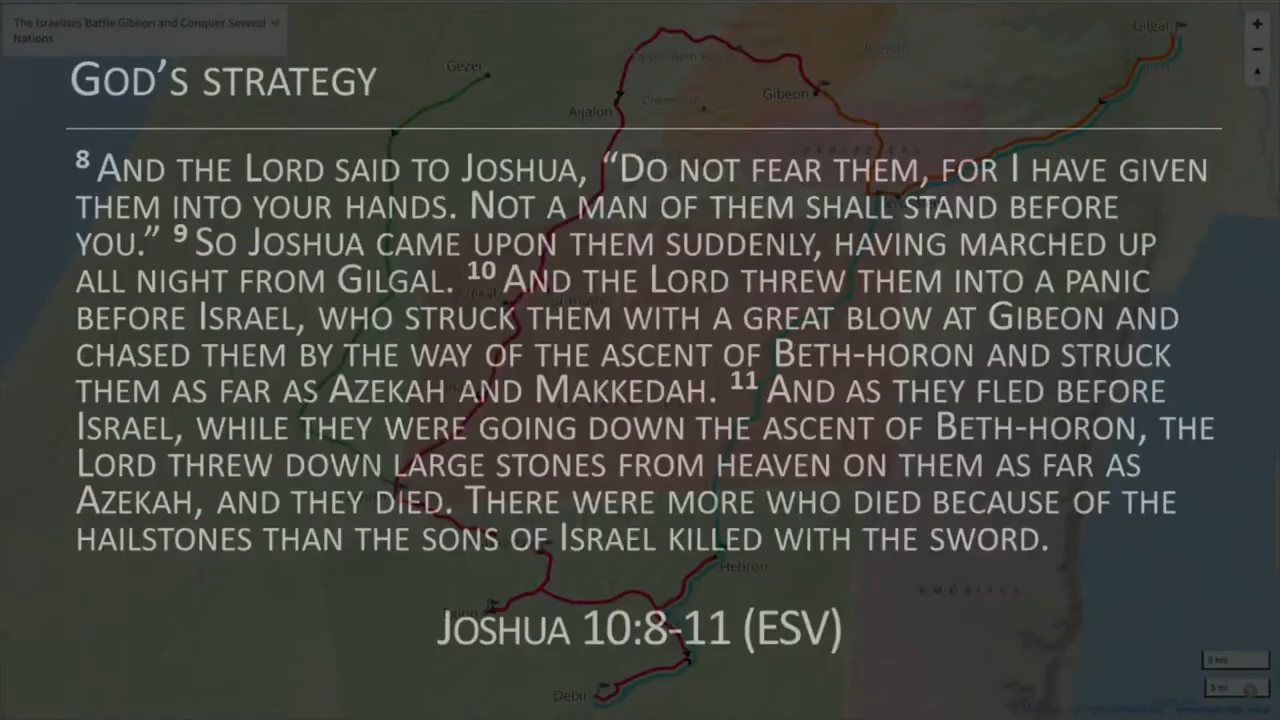 The Israelites Battle Gibeon and Conquer Several
Nations
Gilgal
God's strategy
Gezer
Aijalon
Gibeon
8 And the Lord said to Joshua, “Do not fear them, for I have given
them into your hands. Not a man of them shall stand before
you.” 9 So Joshua came upon them suddenly, having marched up
all night from Gilgal. 10 And the Lord threw them into a panic
before Israel, who struck them with a great blow at Gibeon and
chased them by the way of the ascent of Beth-horon and struck
them as far as Azekah and Makkedah. 11 And as they fled before
Israel, while they were going down the ascent of Beth-horon, the
Lord threw down large stones from heaven on them as far as
Azekah, and they died. There were more who died because of the
hailstones than the sons of Israel killed with the sword.
Hebron
AMORITES
Joshua 10:8-11 (ESV)
5 km
3 mi
Debir